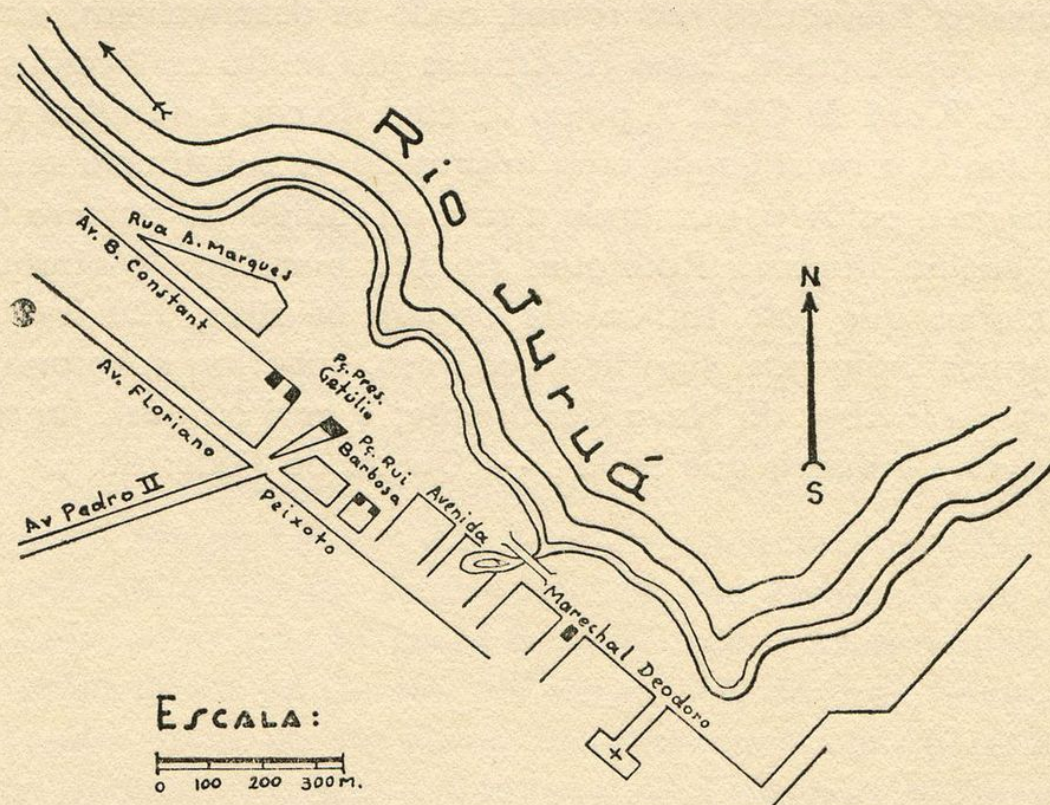 Rio Juruá
Rua A. Marques
Av. B. Constant
Av. Floriano Peixoto
Pç. Pres.
Getúlio
Pç. Rui
Barbosa
Av Pedro II
Avenida Marechal Deodoro
N
S
ESCALA:
0 100 200 300 M.